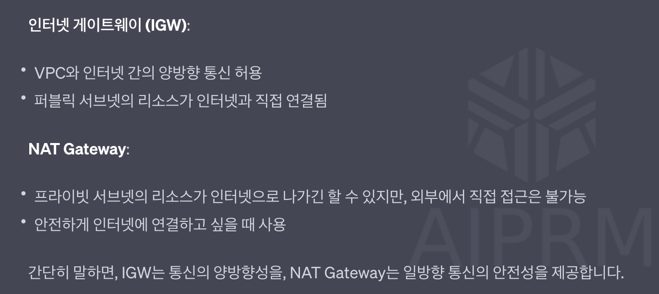 인터넷 게이트웨이 (IGW):
• VPC와 인터넷 간의 양방향 통신 허용
• 퍼블릭 서브넷의 리소스가 인터넷과 직접 연결됨
NAT Gateway:
• 프라이빗 서브넷의 리소스가 인터넷으로 나가긴 할 수 있지만, 외부에서 직접 접근은 불가능
• 안전하게 인터넷에 연결하고 싶을 때 사용
AIPRM
간단히 말하면, IGW는 통신의 양방향성을, NAT Gateway는 일방향 통신의 안전성을 제공합니다.